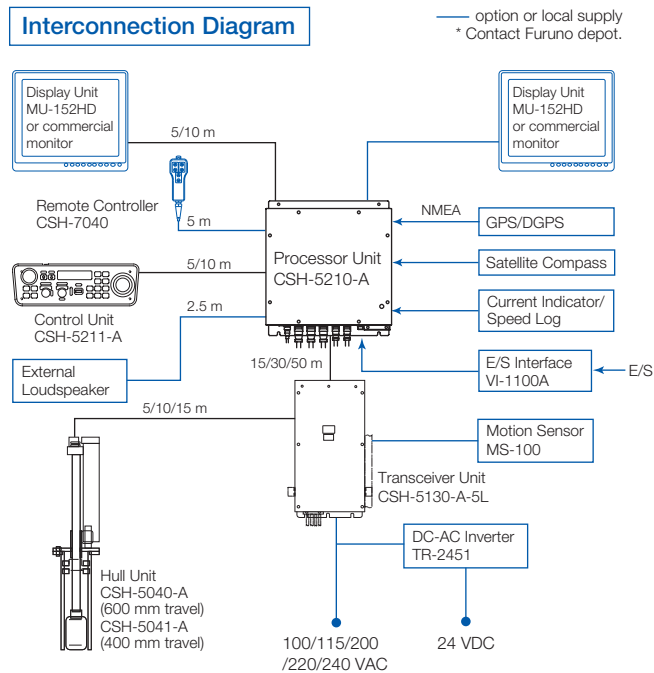 Interconnection Diagram
option or local supply
* Contact Furuno depot.
Display Unit
MU-152HD
or commercial
monitor
5/10 m
Display Unit
MU-152HD
or commercial
monitor
Remote Controller
CSH-7040
5 m
NMEA
GPS/DGPS
Processor Unit
CSH-5210-A
Satellite Compass
5/10 m
Control Unit
CSH-5211-A
2.5 m
Current Indicator/
Speed Log
External
Loudspeaker
15/30/50 m
E/S Interface
VI-1100A
E/S
5/10/15 m
Motion Sensor
MS-100
Transceiver Unit
CSH-5130-A-5L
DC-AC Inverter
TR-2451
Hull Unit
CSH-5040-A
(600 mm travel)
CSH-5041-A
(400 mm travel)
100/115/200
/220/240 VAC
24 VDC